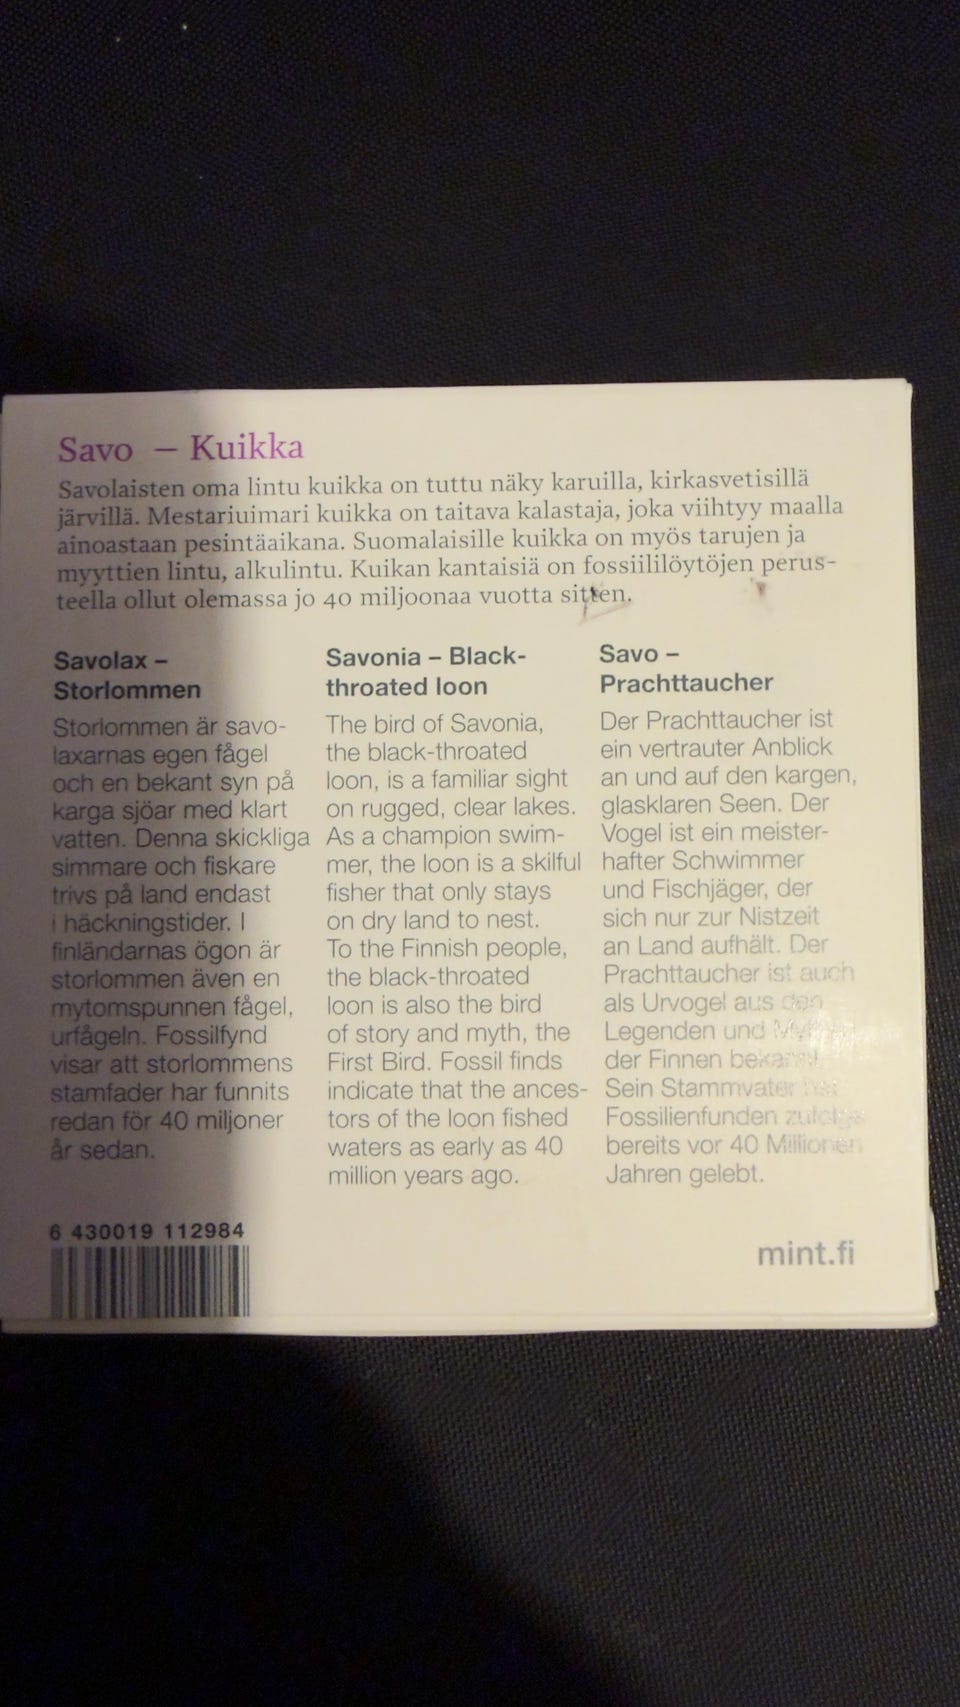 Savo – Kuikka
Savolaisten oma lintu kuikka on tuttu näky karuilla, kirkasvetisillä
järvillä. Mestariuimari kuikka on taitava kalastaja, joka viihtyy maalla
ainoastaan pesintäaikana. Suomalaisille kuikka on myös tarujen ja
myyttien lintu, alkulintu. Kuikan kantaisiä on fossiililöytöjen perus-
teella ollut olemassa jo 40 miljoonaa vuotta sitten.
Savolax –
Storlommen
Storlommen är savo-
laxarnas egen fågel
och en bekant syn på
karga sjöar med klart
vatten. Denna skickliga
simmare och fiskare
trivs på land endast
i häckningstider. I
finländarnas ögon är
storlommen även en
mytomspunnen fågel,
urfågeln. Fossilfynd
visar att storlommens
stamfader har funnits
redan för 40 miljoner
år sedan.
Savonia – Black-
throated loon
The bird of Savonia,
the black-throated
loon, is a familiar sight
on rugged, clear lakes.
As a champion swim-
mer, the loon is a skilful
fisher that only stays
on dry land to nest.
To the Finnish people,
the black-throated
loon is also the bird
of story and myth, the
First Bird. Fossil finds
indicate that the ances-
tors of the loon fished
waters as early as 40
million years ago.
Savo –
Prachttaucher
Der Prachttaucher ist
ein vertrauter Anblick
an und auf den kargen,
glasklaren Seen. Der
Vogel ist ein meister-
hafter Schwimmer
und Fischjäger, der
sich nur zur Nistzeit
an Land aufhält. Der
Prachttaucher ist auch
als Urvogel aus den
Legenden und
der Finnen bekannt.
Sein Stammvater hat
Fossilienfunden zufolge
bereits vor 40 Millionen
Jahren gelebt.
6 430019 112984
mint.fi